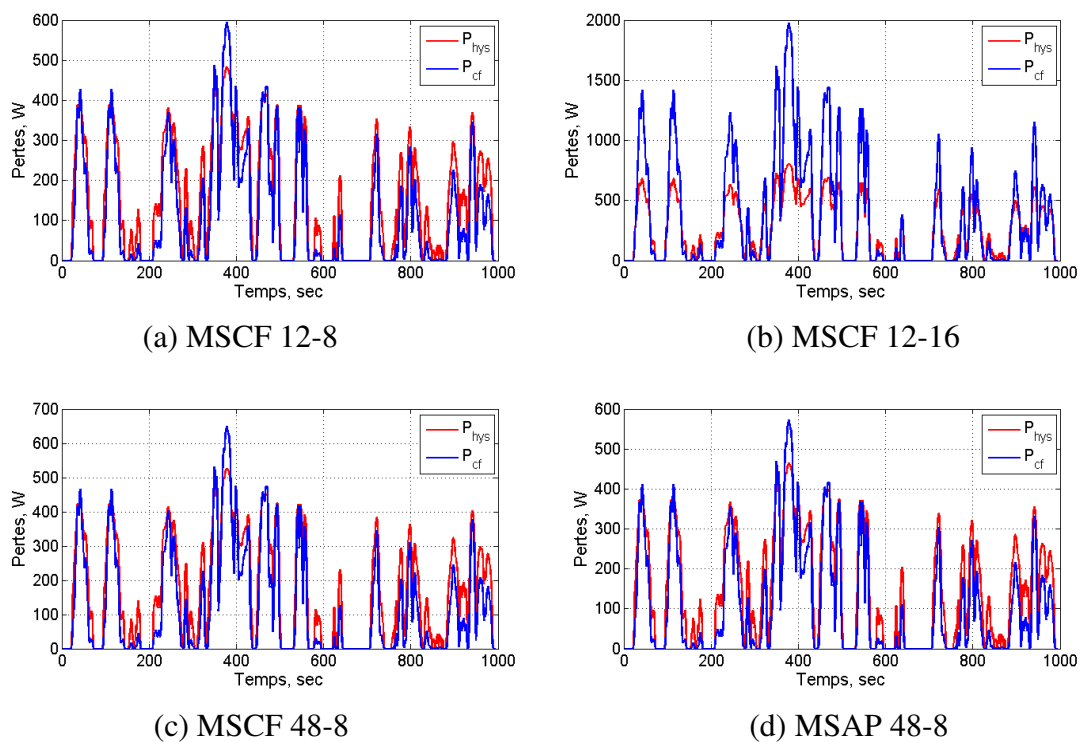 600
500
400
300
200
100
0
Pertes, W
0 200 400 600 800 1000
Temps, sec
P_hys
P_cf
(a) MSCF 12-8
2000
1500
1000
500
0
Pertes, W
0 200 400 600 800 1000
Temps, sec
P_hys
P_cf
(b) MSCF 12-16
700
600
500
400
300
200
100
0
Pertes, W
0 200 400 600 800 1000
Temps, sec
P_hys
P_cf
(c) MSCF 48-8
600
500
400
300
200
100
0
Pertes, W
0 200 400 600 800 1000
Temps, sec
P_hys
P_cf
(d) MSAP 48-8